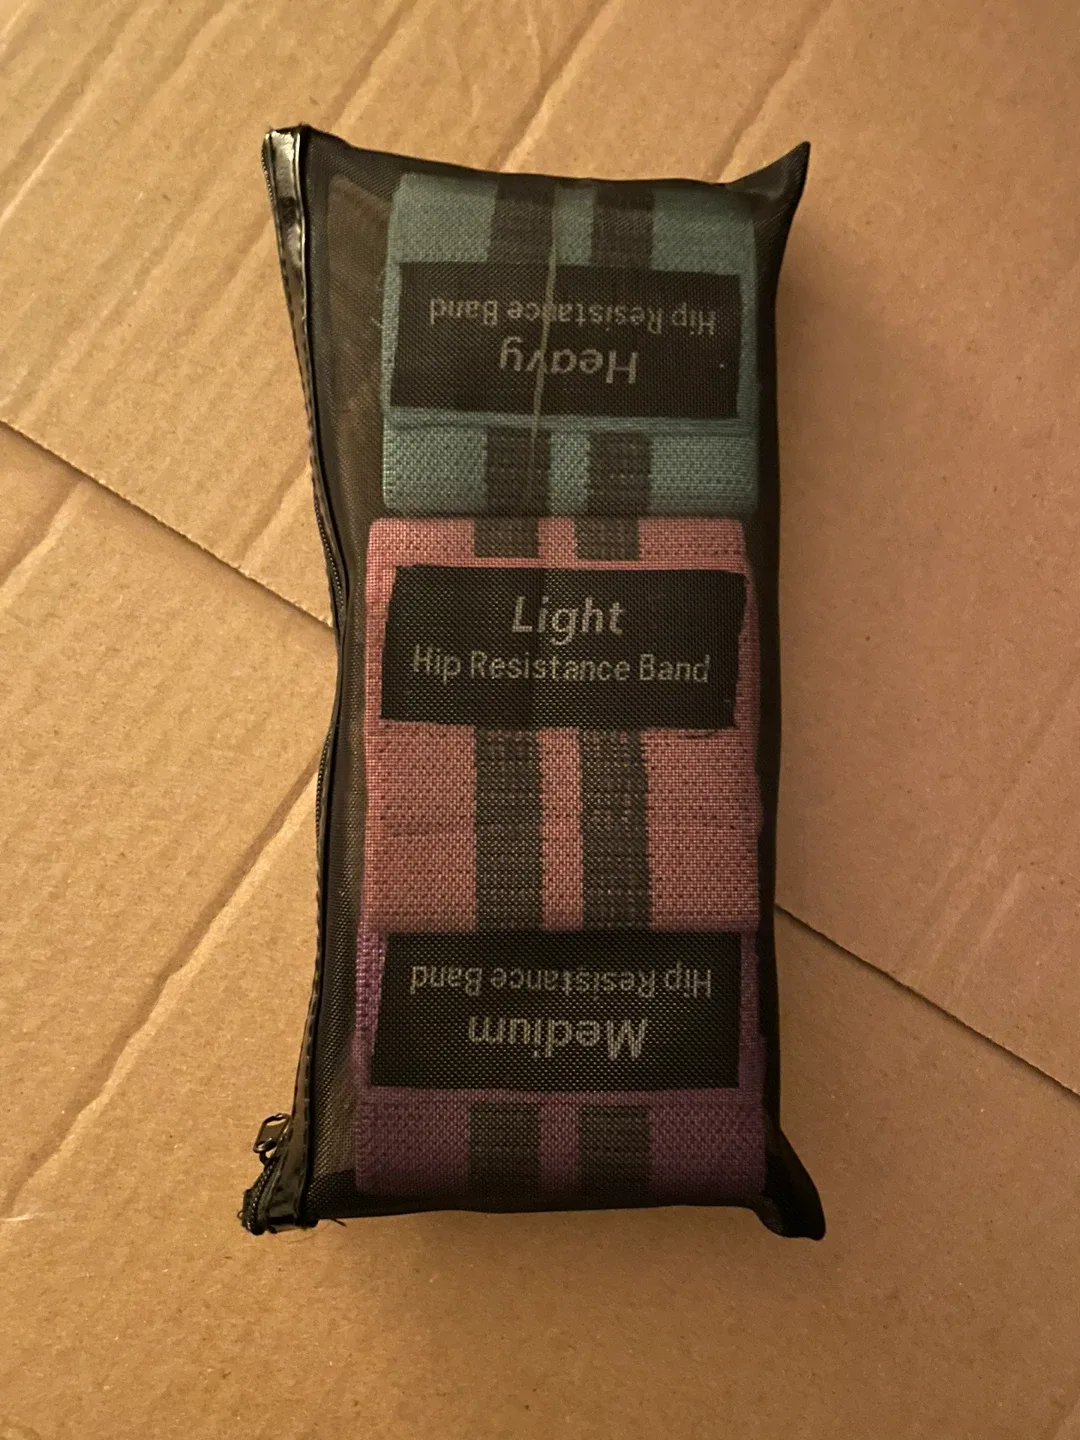 Heavy
Hip Resistance Band
Light
Hip Resistance Band
Medium
Hip Resistance Band